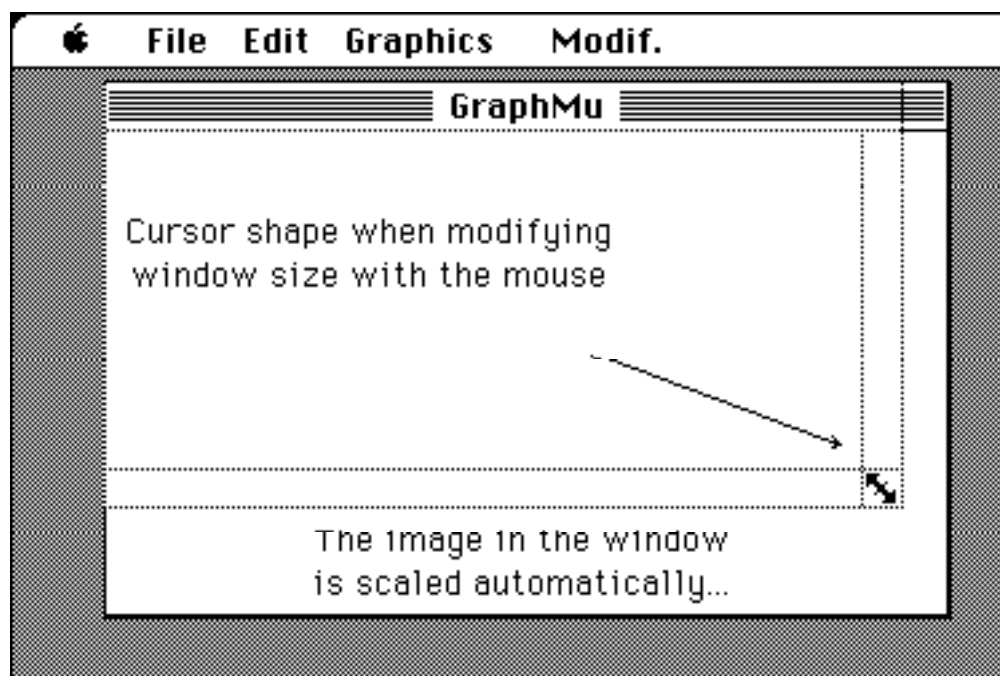 File Edit Graphics Modif.
GraphMu
Cursor shape when modifying
window size with the mouse
The image in the window
is scaled automatically...